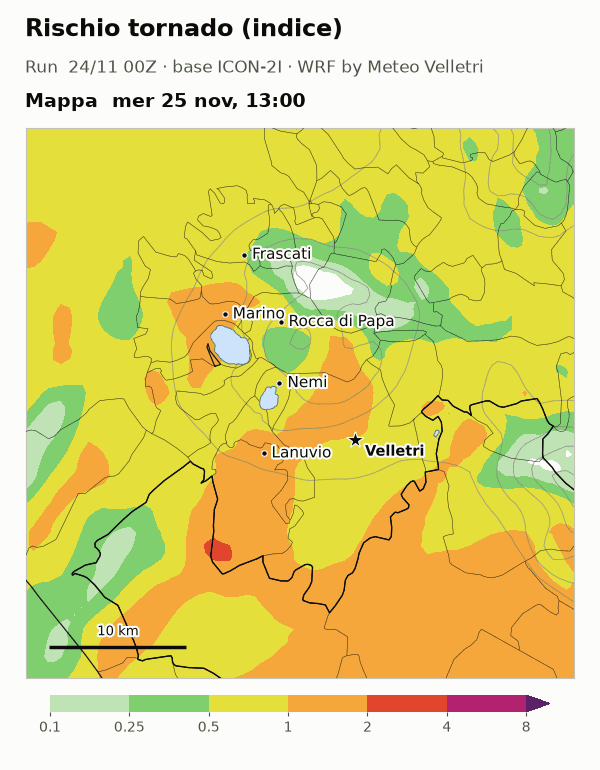 Rischio tornado (indice)
Run 24/11 00Z · base ICON-2I · WRF by Meteo Velletri
Mappa mer 25 nov, 13:00
Frascati
Marino
Rocca di Papa
Nemi
Velletri
Lanuvio
10 km
0.1 0.25 0.5 1 2 4 8